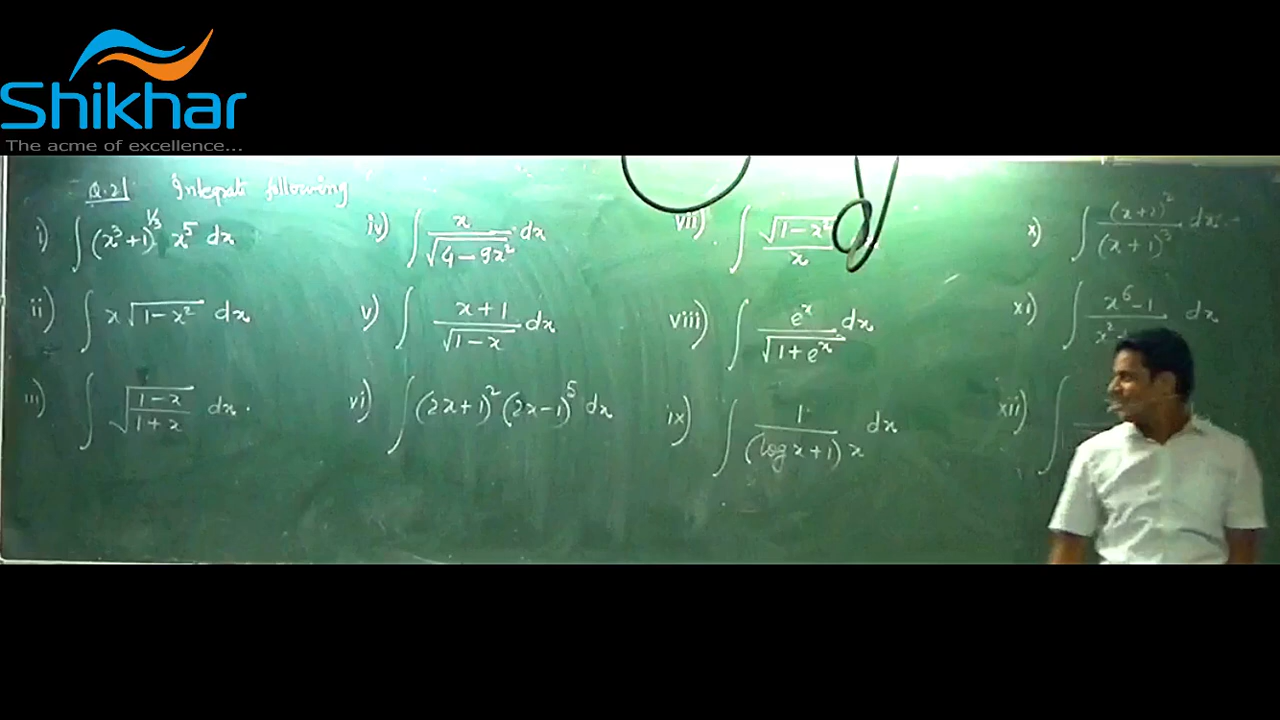 Shikhar
The acme of excellence...
Q.2| Integrate following
i) ∫ (x³+1)^{1/3} x⁵ dx
ii) ∫ x √(1-x²) dx
iii) ∫ √((1-x)/(1+x)) dx.
iv) ∫ x/√(4-9x²) dx
v) ∫ (x+1)/√(1-x) dx
vi) ∫ (2x+1)² (2x-1)⁵ dx
vii) ∫ √(1-x²)/x
viii) ∫ eˣ/√(1+eˣ) dx
ix) ∫ 1/((log x+1) x) dx
x) ∫ (x+2)²/(x+1)³ dx
xi) ∫ (x⁶-1)/(x² dx
xii) ∫